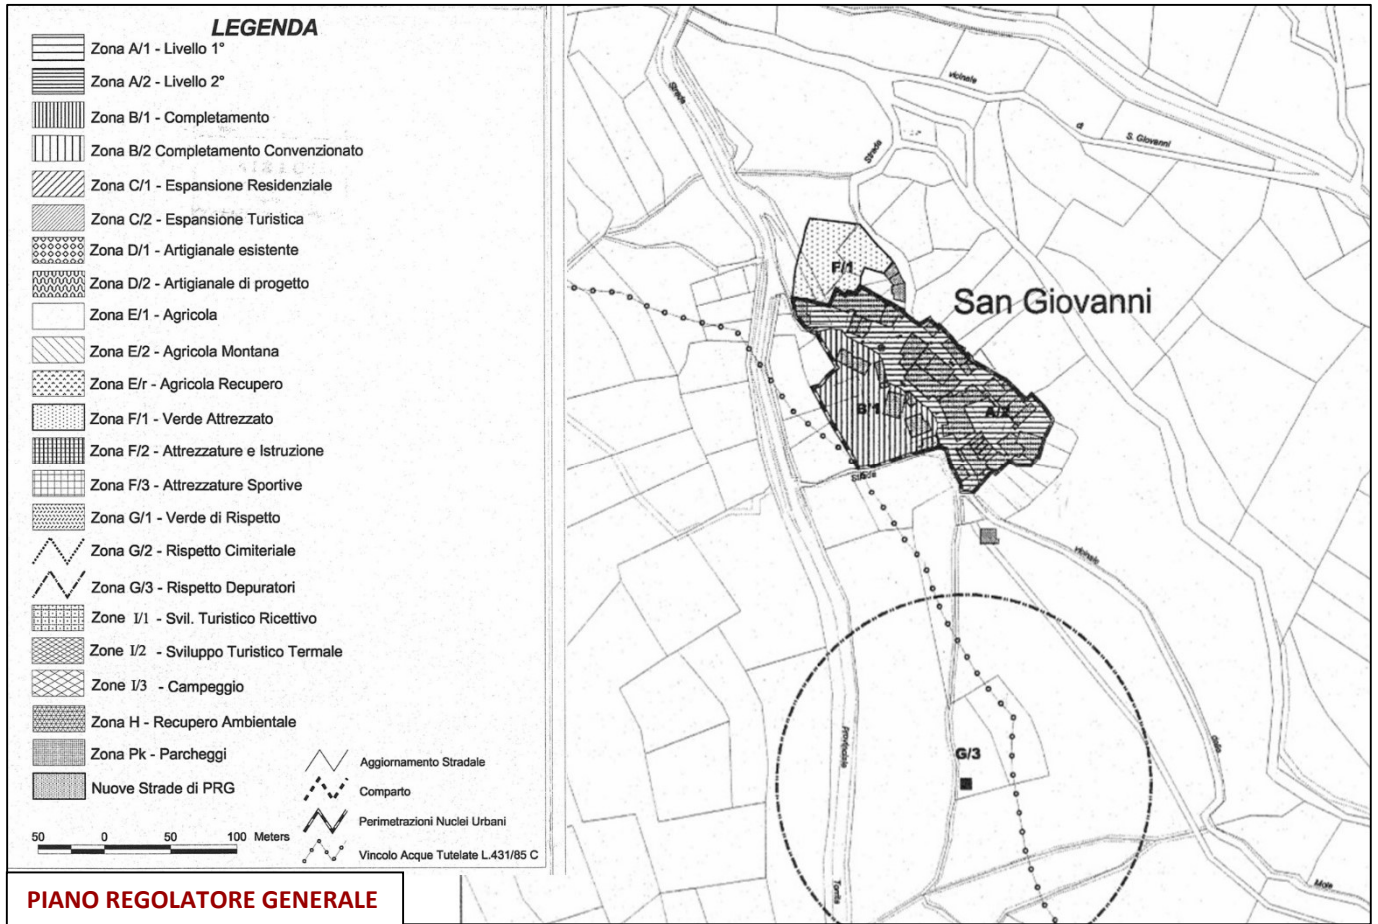 LEGENDA
Zona A/1 - Livello 1°
Zona A/2 - Livello 2°
Zona B/1 - Completamento
Zona B/2 Completamento Convenzionato
Zona C/1 - Espansione Residenziale
Zona C/2 - Espansione Turistica
Zona D/1 - Artigianale esistente
Zona D/2 - Artigianale di progetto
Zona E/1 - Agricola
Zona E/2 - Agricola Montana
Zona E/r - Agricola Recupero
Zona F/1 - Verde Attrezzato
Zona F/2 - Attrezzature e Istruzione
Zona F/3 - Attrezzature Sportive
Zona G/1 - Verde di Rispetto
Zona G/2 - Rispetto Cimiteriale
Zona G/3 - Rispetto Depuratori
Zone I/1 - Svil. Turistico Ricettivo
Zone I/2 - Sviluppo Turistico Termale
Zone I/3 - Campeggio
Zona H - Recupero Ambientale
Zona Pk - Parcheggi
Nuove Strade di PRG
Aggiornamento Stradale
Comparto
Perimetrazioni Nuclei Urbani
Vincolo Acque Tutelate L.431/85 C
50 0 50 100 Meters
PIANO REGOLATORE GENERALE
Strada
vicinale
di
S. Giovanni
Strada
F/1
San Giovanni
B/1
A/2
Strada
vicinale
G/3
Provinciale
delle
Mole